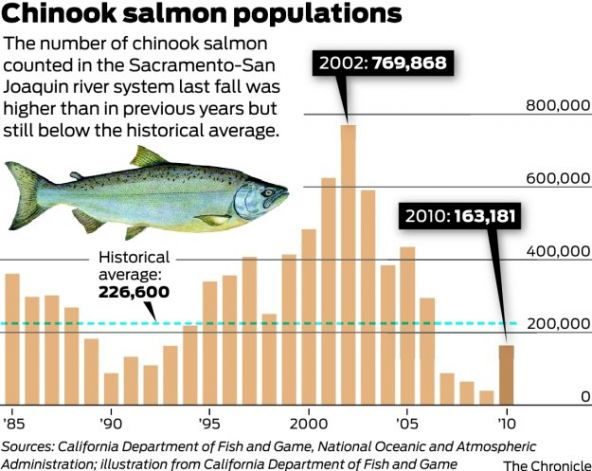 Chinook salmon populations
The number of chinook salmon
counted in the Sacramento-San
Joaquin river system last fall was
higher than in previous years but
still below the historical average.
2002: 769,868
800,000
600,000
2010: 163,181
400,000
Historical
average:
226,600
200,000
0
'85 '90 '95 2000 '05 '10
Sources: California Department of Fish and Game, National Oceanic and Atmospheric
Administration; illustration from California Department of Fish and Game The Chronicle